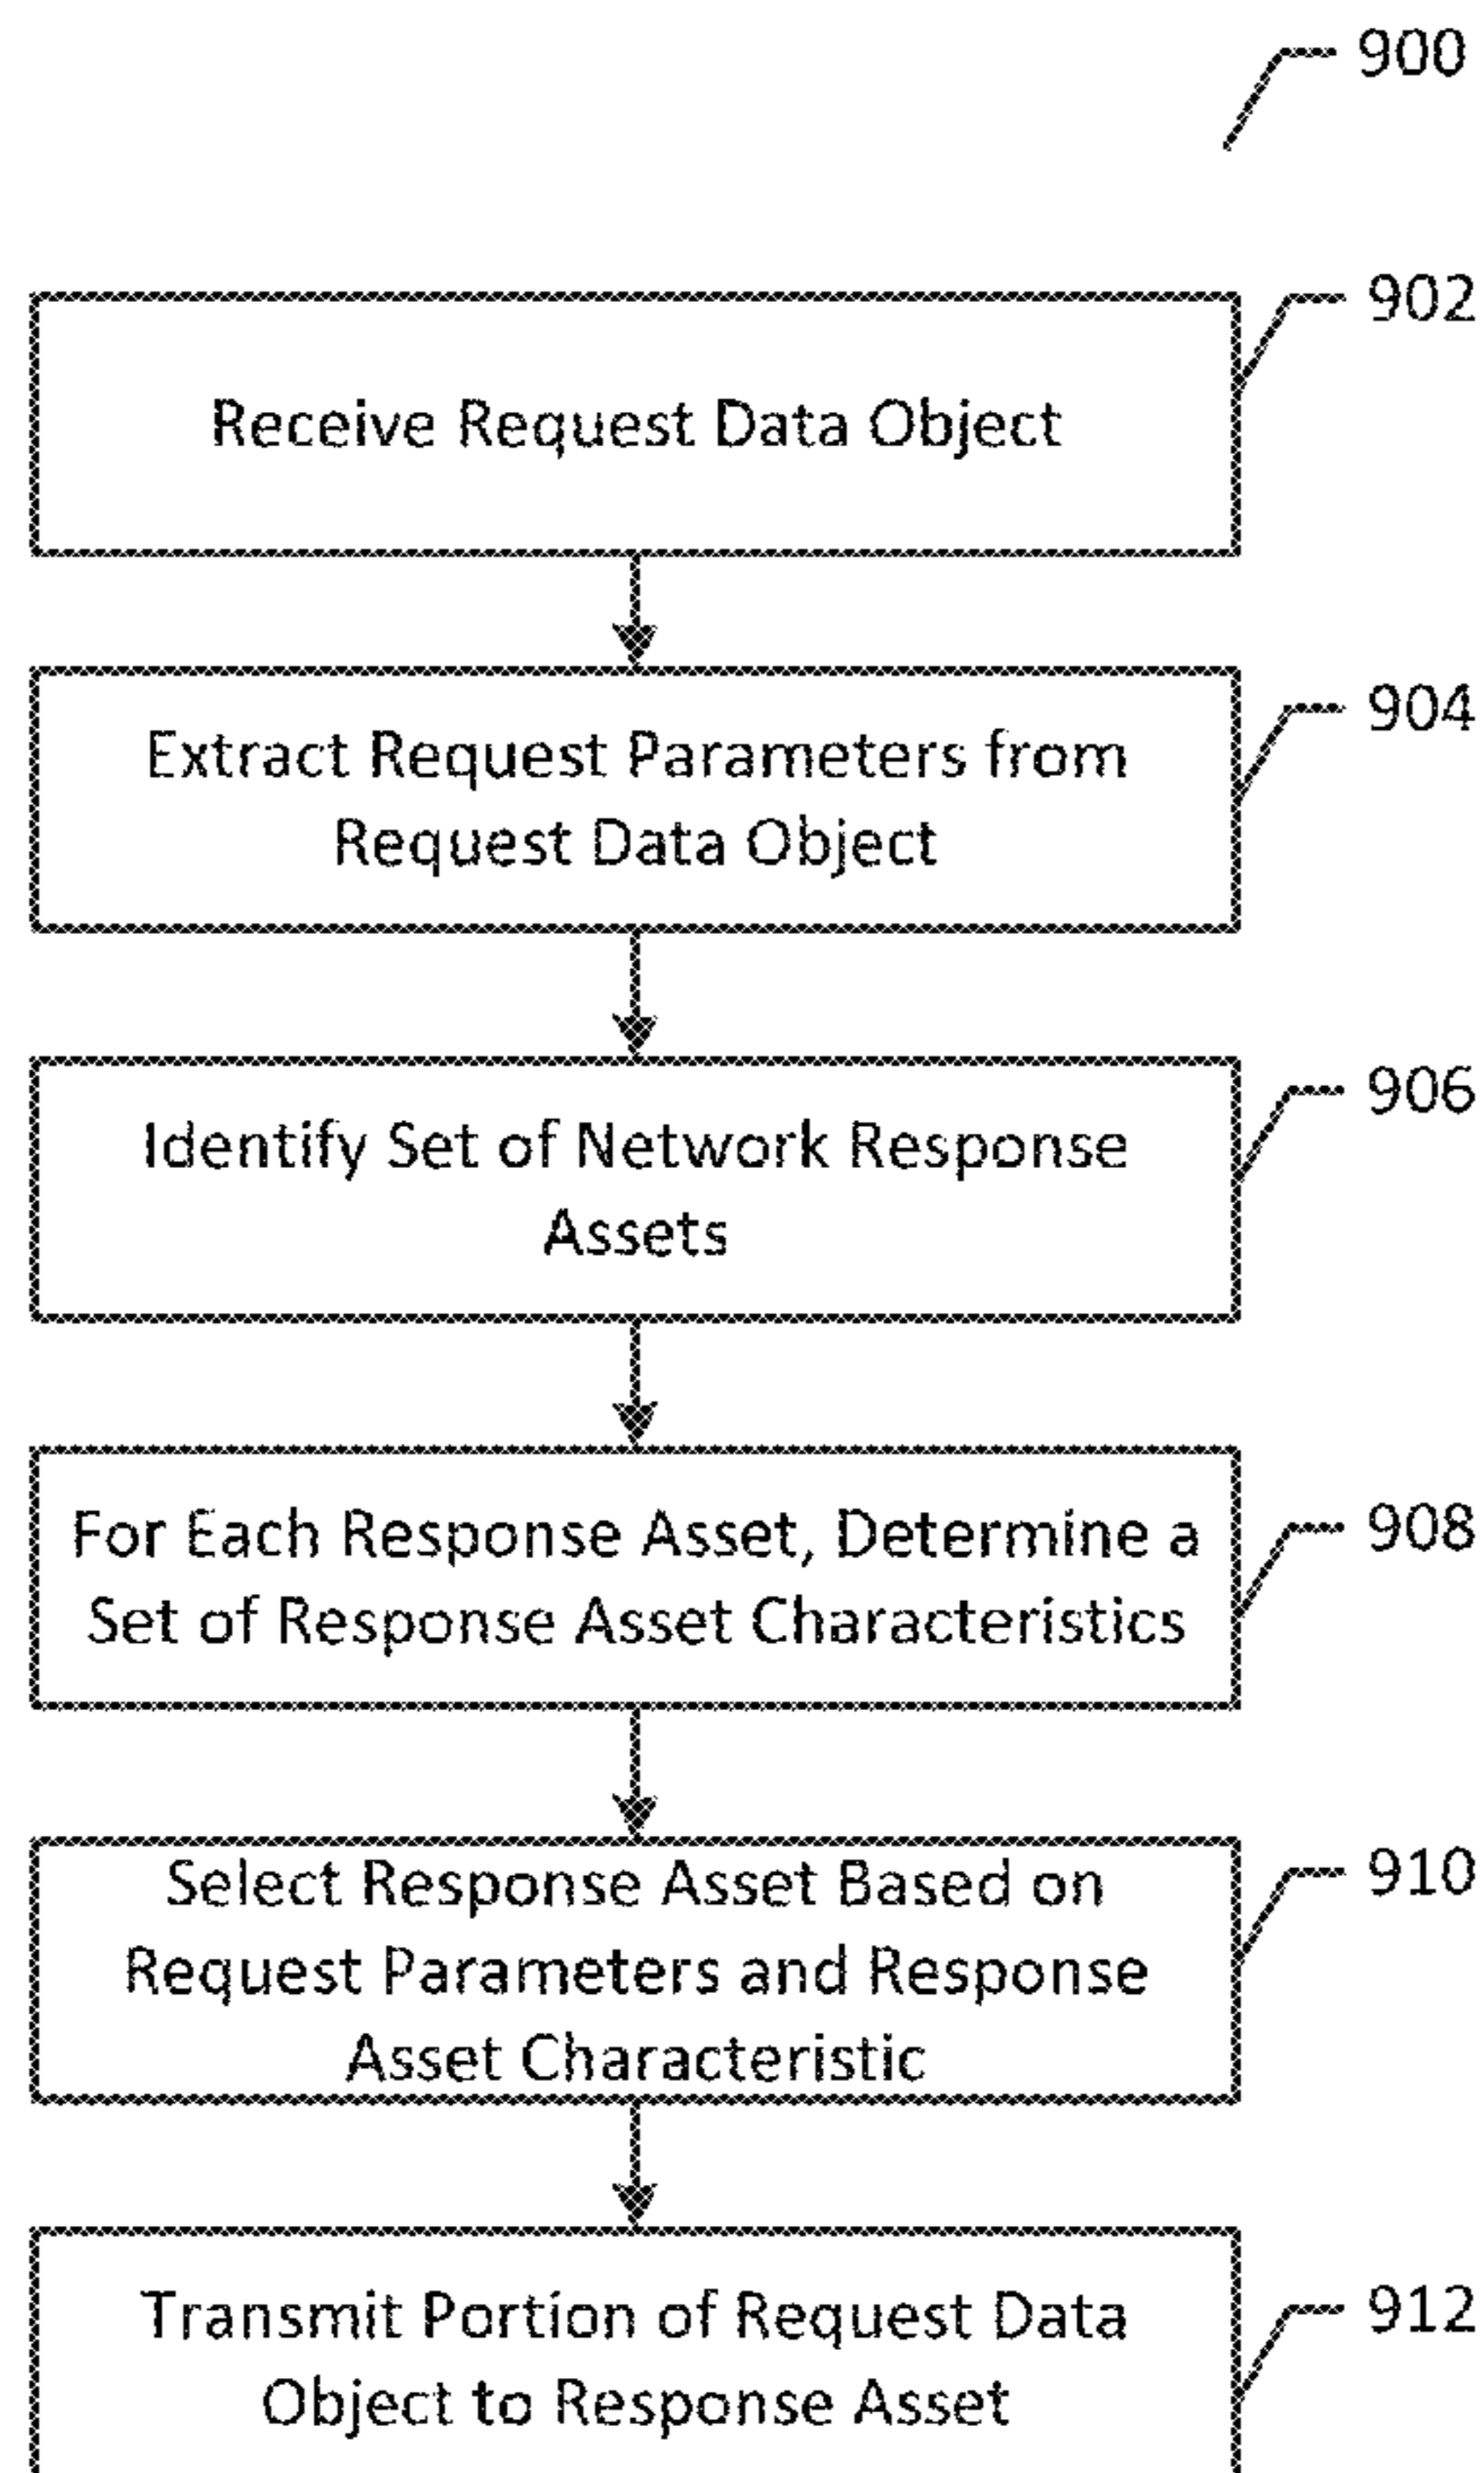 900
902
Receive Request Data Object
904
Extract Request Parameters from
Request Data Object
906
Identify Set of Network Response
Assets
908
For Each Response Asset, Determine a
Set of Response Asset Characteristics
910
Select Response Asset Based on
Request Parameters and Response
Asset Characteristic
912
Transmit Portion of Request Data
Object to Response Asset